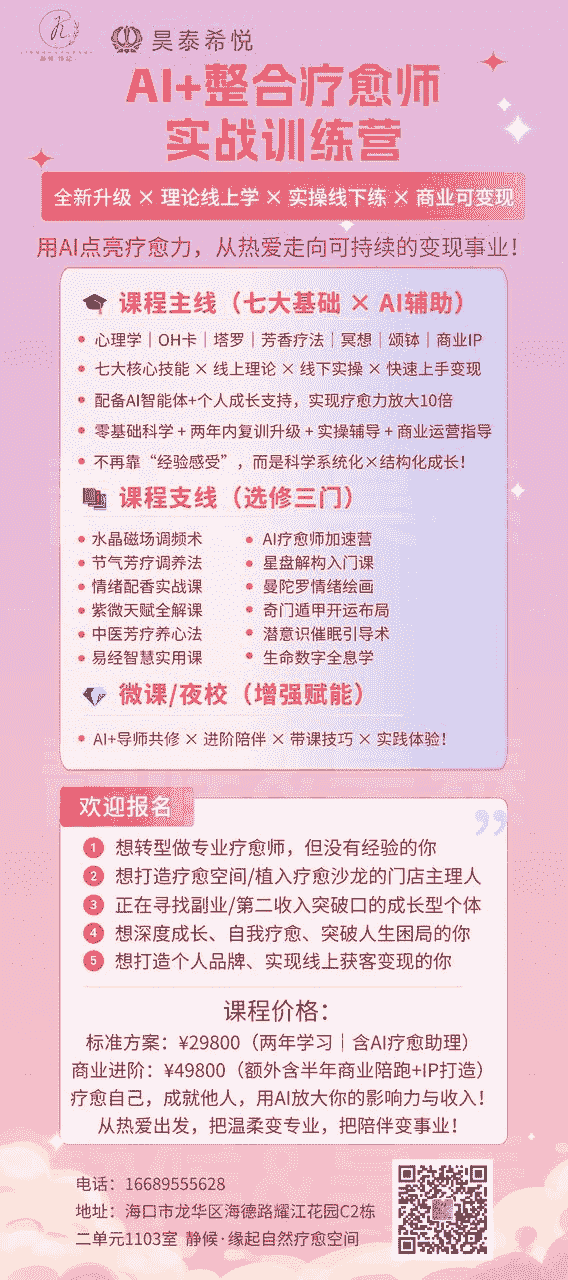 昊泰希悦
AI+整合疗愈师
实战训练营
全新升级 × 理论线上学 × 实操线下练 × 商业可变现
用AI点亮疗愈力，从热爱走向可持续的变现事业！
课程主线（七大基础 × AI辅助）
心理学｜OH卡｜塔罗｜芳香疗法｜冥想｜颂钵｜商业IP
七大核心技能 × 线上理论 × 线下实操 × 快速上手变现
配备AI智能体+个人成长支持，实现疗愈力放大10倍
零基础科学 + 两年内复训升级 + 实操辅导 + 商业运营指导
不再靠“经验感受”，而是科学系统化×结构化成长！
课程支线（选修三门）
水晶磁场调频术
AI疗愈师加速营
节气芳疗调养法
星盘解构入门课
情绪配香实战课
曼陀罗情绪绘画
紫微天赋全解课
奇门遁甲开运布局
中医芳疗养心法
潜意识催眠引导术
易经智慧实用课
生命数字全息学
微课/夜校（增强赋能）
AI+导师共修 × 进阶陪伴 × 带课技巧 × 实践体验！
欢迎报名
1 想转型做专业疗愈师，但没有经验的你
2 想打造疗愈空间/植入疗愈沙龙的门店主理人
3 正在寻找副业/第二收入突破口的成长型个体
4 想深度成长、自我疗愈、突破人生困局的你
5 想打造个人品牌、实现线上获客变现的你
课程价格：
标准方案：¥29800（两年学习｜含AI疗愈助理）
商业进阶：¥49800（额外含半年商业陪跑+IP打造）
疗愈自己，成就他人，用AI放大你的影响力与收入！
从热爱出发，把温柔变专业，把陪伴变事业！
电话：16689555628
地址：海口市龙华区海德路耀江花园C2栋
二单元1103室 静候·缘起自然疗愈空间